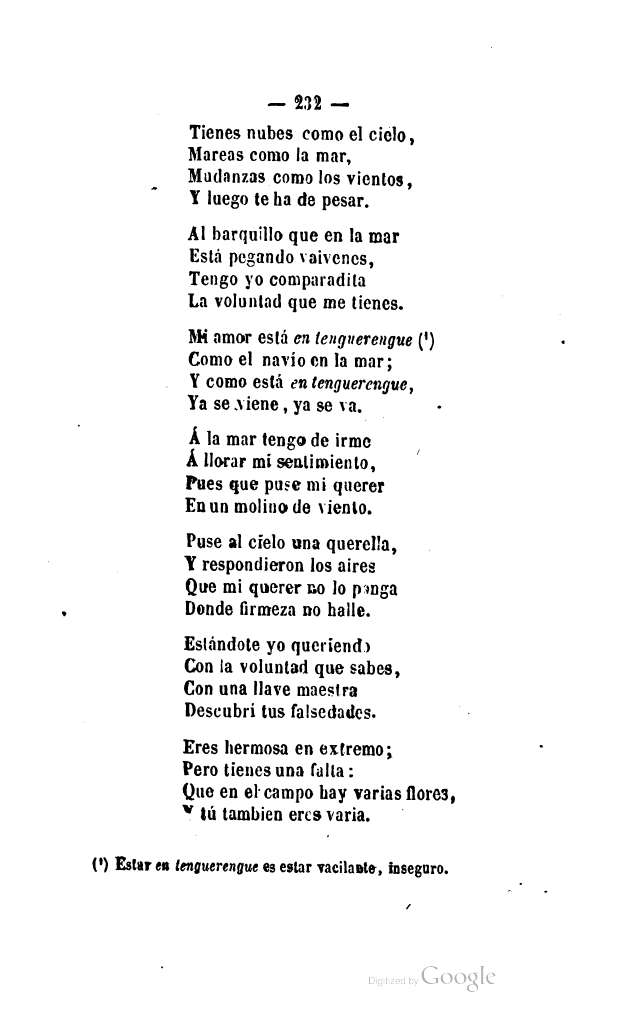 — 232 —
Tienes nubes como el cielo,
Mareas como la mar,
Mudanzas como los vientos,
Y luego te ha de pesar.
Al barquillo que en la mar
Está pegando vaivenes,
Tengo yo comparadita
La voluntad que me tienes.
Mi amor está en tenguerengue (¹)
Como el navío en la mar;
Y como está en tenguerengue,
Ya se viene, ya se va.
Á la mar tengo de irme
Á llorar mi sentimiento,
Pues que puse mi querer
En un molino de viento.
Puse al cielo una querella,
Y respondieron los aires
Que mi querer no lo ponga
Donde firmeza no halle.
Estándote yo queriendo
Con la voluntad que sabes,
Con una llave maestra
Descubrí tus falsedades.
Eres hermosa en extremo;
Pero tienes una falta:
Que en el campo hay varias flores,
Y tú tambien eres varia.
(¹) Estar en tenguerengue es estar vacilante, inseguro.
Digitized by Google